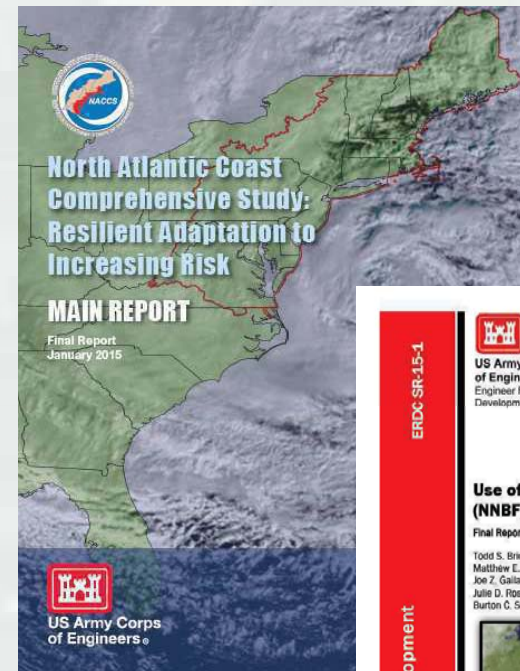 NACCS
North Atlantic Coast
Comprehensive Study:
Resilient Adaptation to
Increasing Risk
MAIN REPORT
Final Report
January 2015
US Army Corps
of Engineers®
ERDC SR-15-1
US Army
of Engin
Engineer
Developm
Use of
(NNBF
Final Repor
Todd S. Bri
Matthew E.
Joe Z. Gaila
Julie D. Ros
Burton C. S
opment